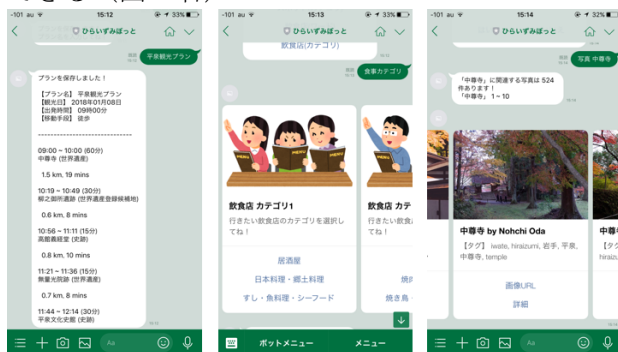 -101 au 15:12 33%
ひらいずみぽっと
平泉観光プラン
プランを保存しました！
【プラン名】 平泉観光プラン
【観光日】 2018年01月08日
【出発時間】 09時00分
【移動手段】 徒歩
------------------------------
09:00 ~ 10:00 (60分)
中尊寺 (世界遺産)
1.5 km, 19 mins
10:19 ~ 10:49 (30分)
柳之御所遺跡 (世界遺産登録候補地)
0.6 km, 8 mins
10:56 ~ 11:11 (15分)
高館義経堂 (史跡)
0.8 km, 10 mins
11:21 ~ 11:36 (15分)
無量光院跡 (世界遺産)
0.7 km, 8 mins
11:44 ~ 12:14 (30分)
平泉文化史館 (史跡)
Aa
-101 au 15:13 33%
ひらいずみぽっと
飲食店(カテゴリ)
食事カテゴリ
MENU
MENU
MENU
飲食店 カテゴリ1
行きたい飲食店のカテゴリを選択し
てね！
居酒屋
日本料理・郷土料理
すし・魚料理・シーフード
飲食店 カテ
行きたい飲食
てね！
焼肉
焼き鳥・
ボットメニュー
メニュー
-101 au 15:14 32%
ひらいずみぽっと
写真 中尊寺
「中尊寺」に関連する写真は 524
件あります！
「中尊寺」 1~10
中尊寺 by Nohchi Oda
【タグ】 iwate, hiraizumi, 岩手, 平泉,
中尊寺, temple
画像URL
詳細
中尊
【タグ
hiraizu
Aa